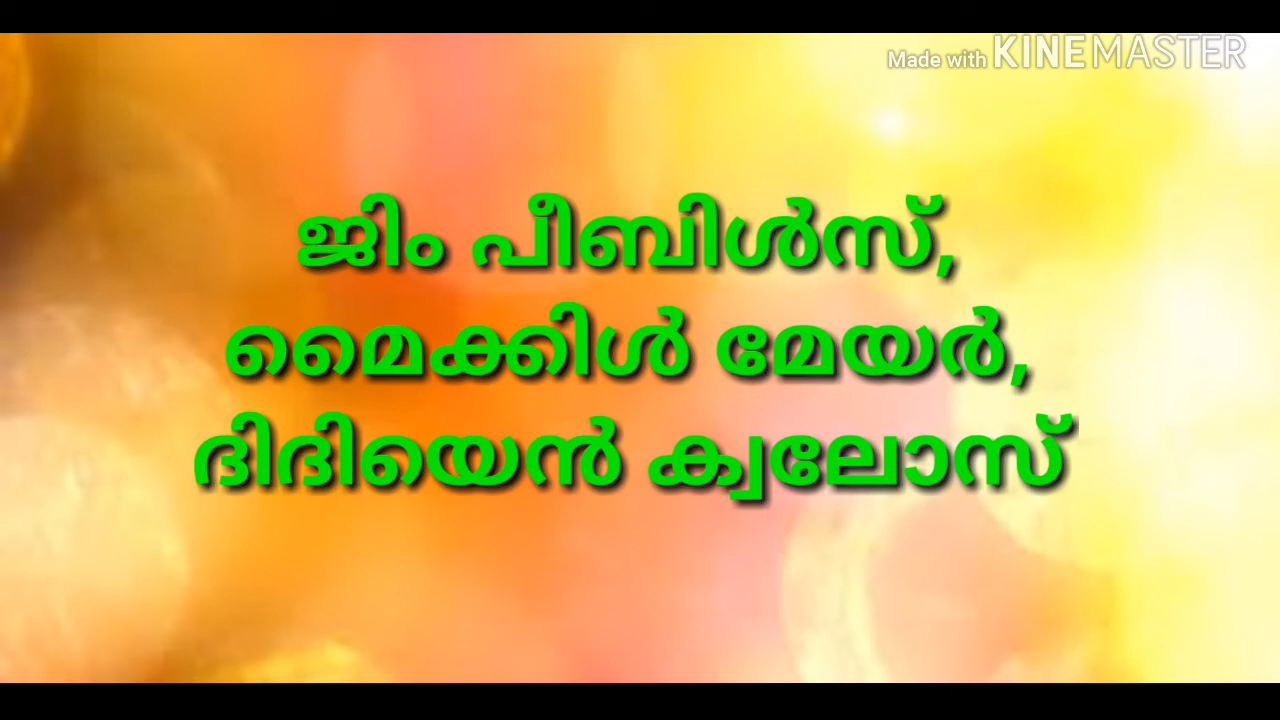 Made with KINEMASTER
ജിം പീബിൾസ്,
മൈക്കിൾ മേയർ,
ദിദിയെൻ ക്വലോസ്